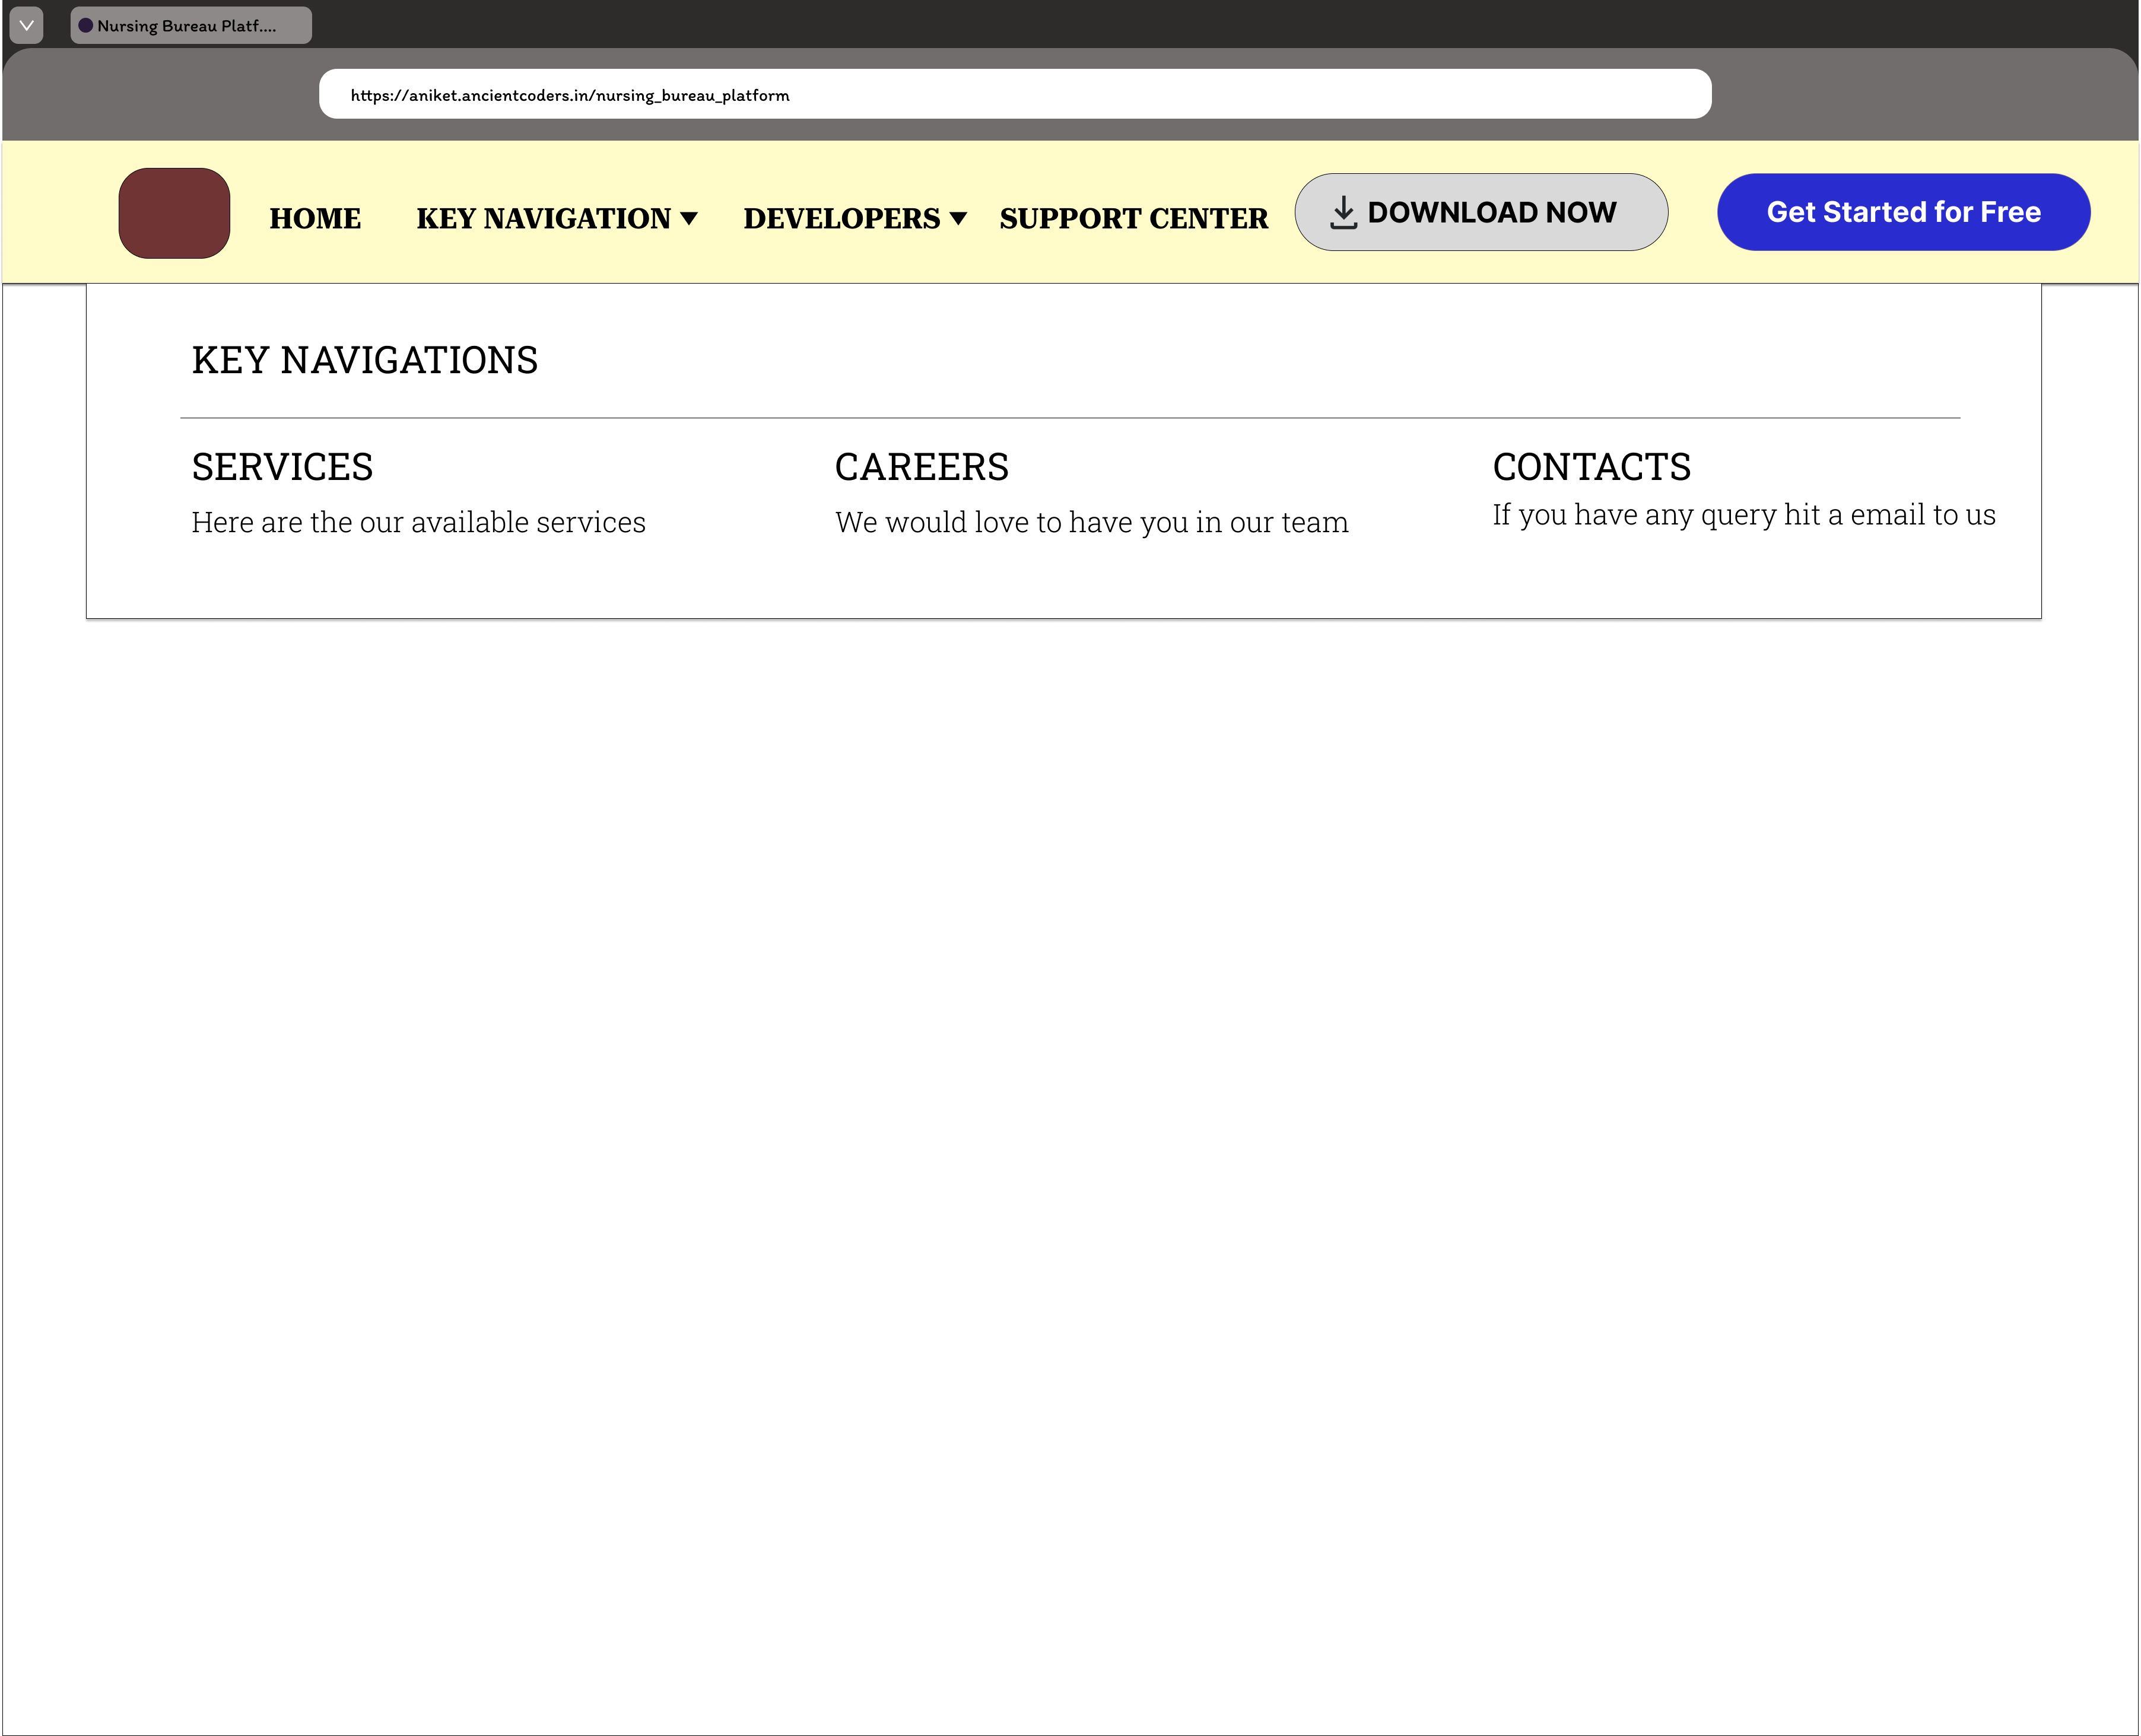 Nursing Bureau Platf....
https://aniket.ancientcoders.in/nursing_bureau_platform
HOME KEY NAVIGATION DEVELOPERS SUPPORT CENTER DOWNLOAD NOW Get Started for Free
KEY NAVIGATIONS
SERVICES CAREERS CONTACTS
Here are the our available services We would love to have you in our team If you have any query hit a email to us